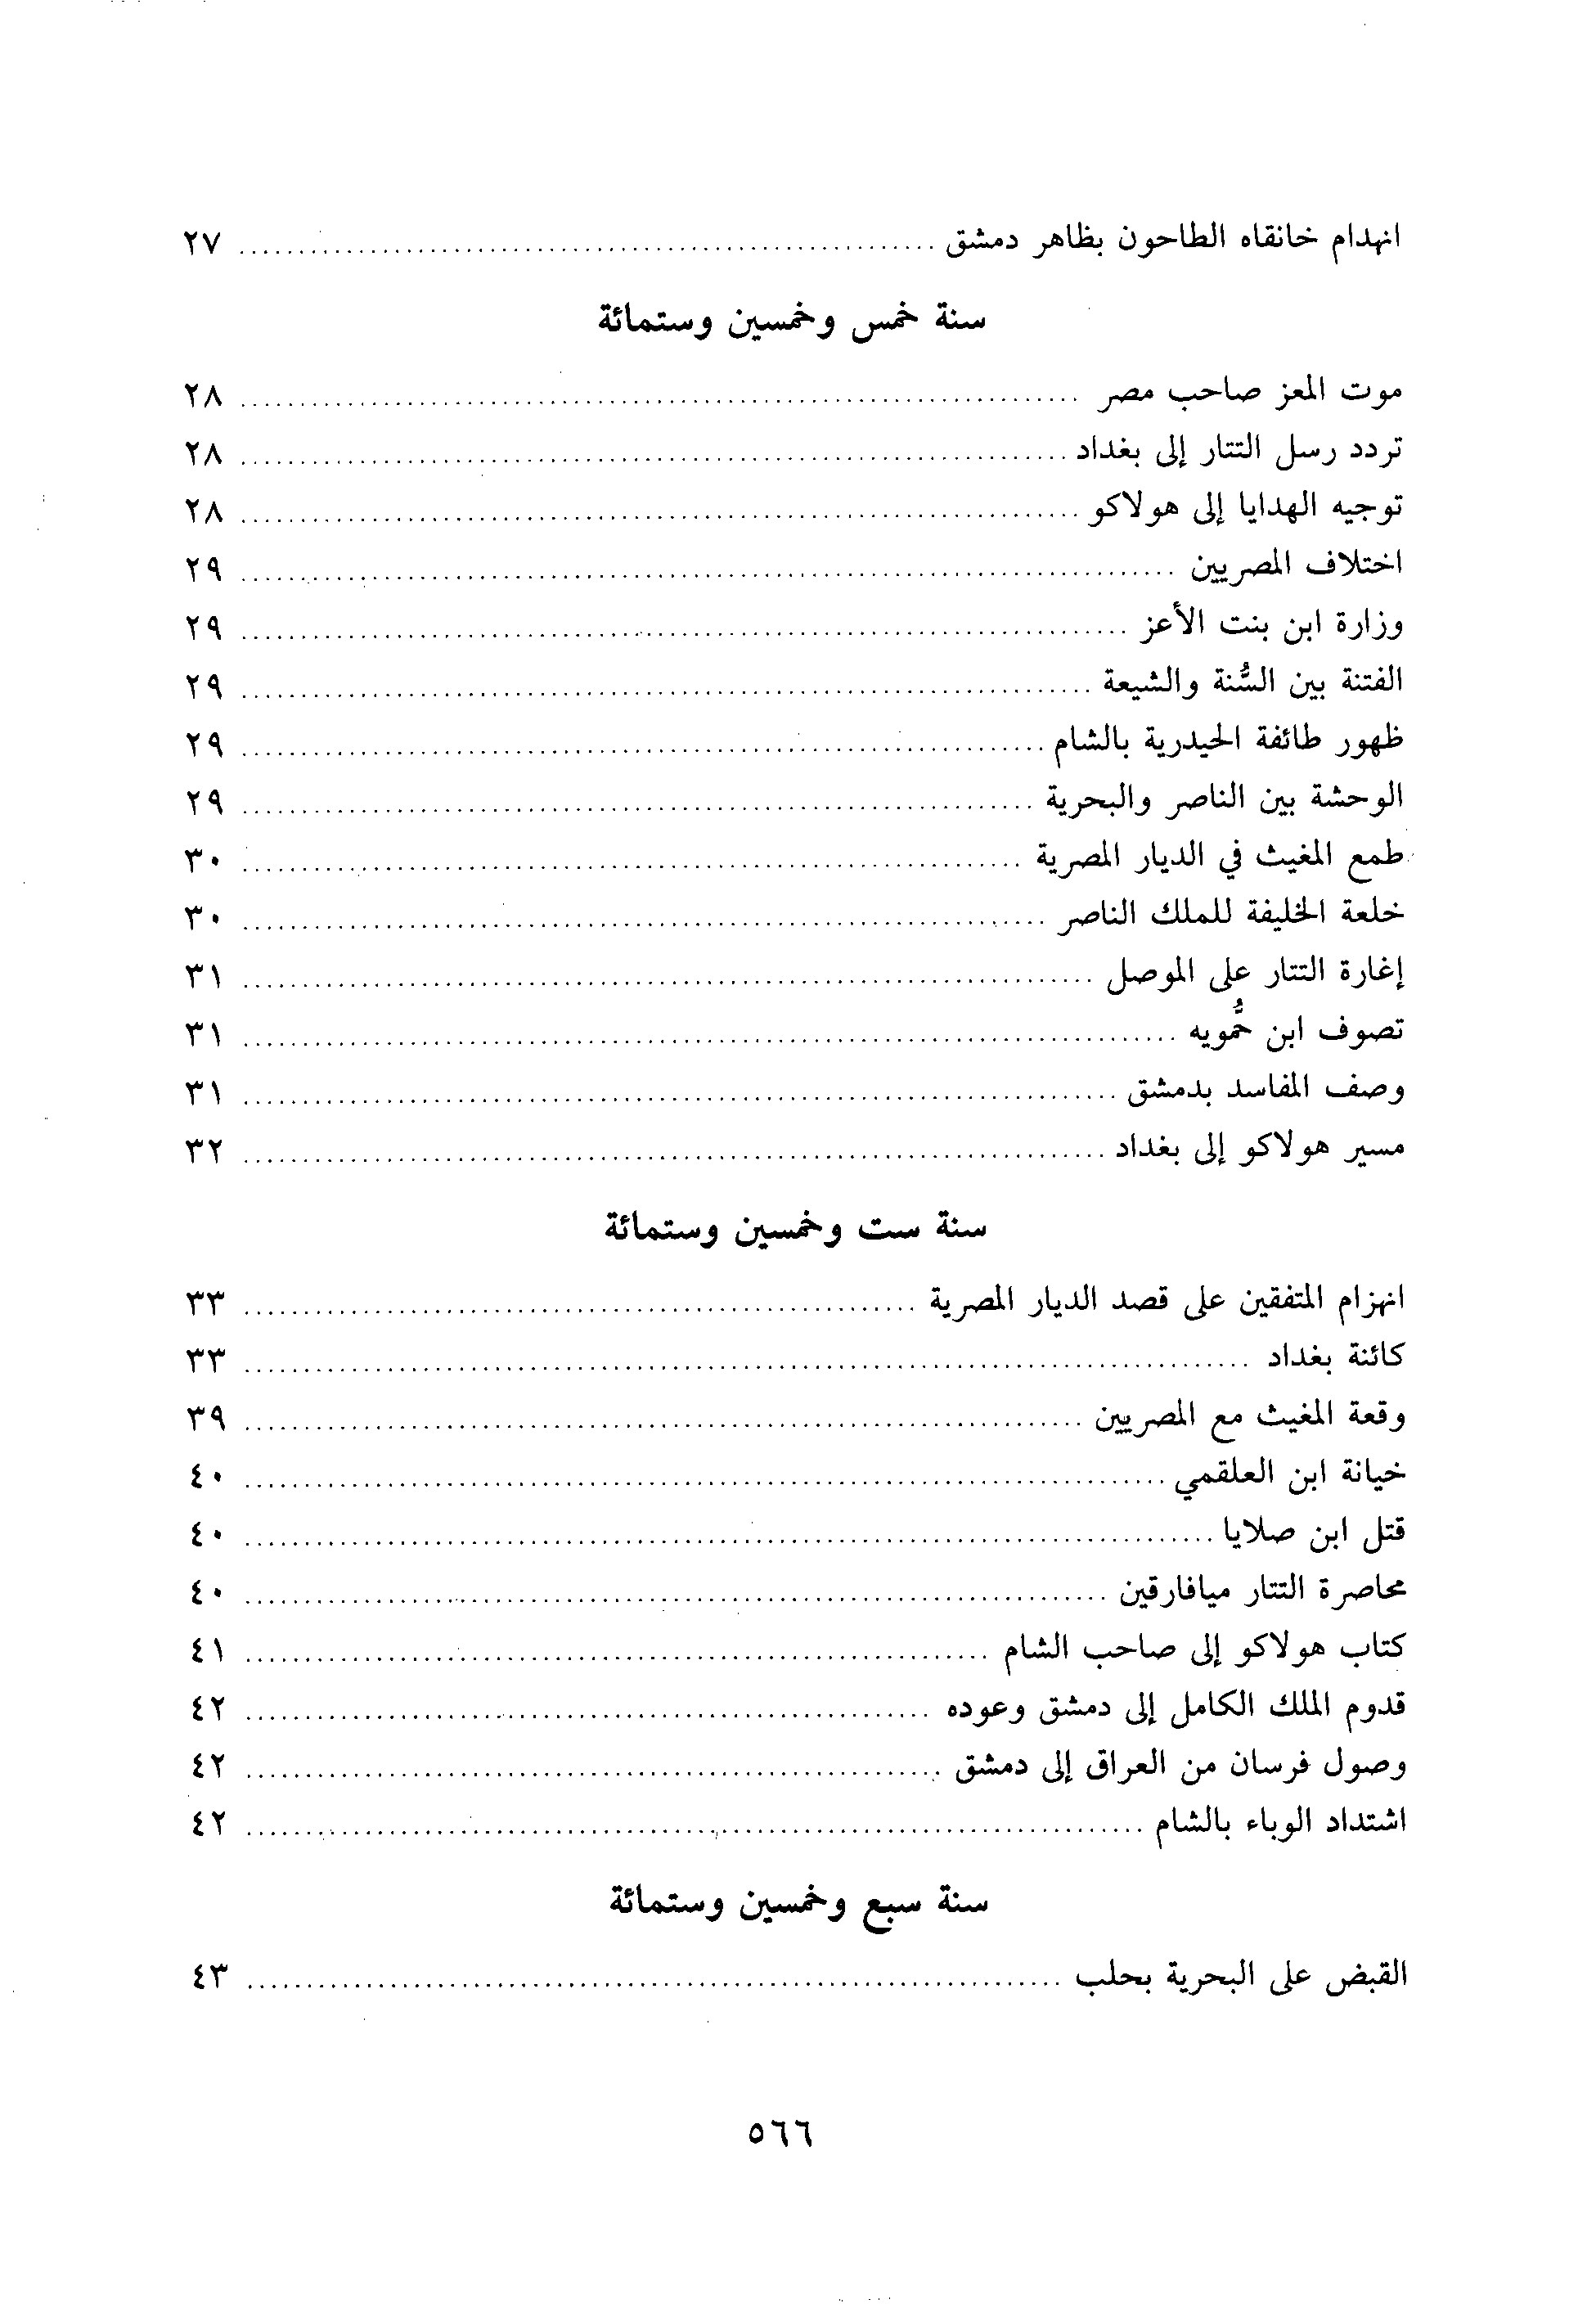 انهدام خانقاه الطاحون بظاهر دمشق ........ ٢٧
سنة خمس وخمسين وستمائة
موت المعز صاحب مصر ........ ٢٨
تردد رسل التتار إلى بغداد ........ ٢٨
توجيه الهدايا إلى هولاكو ........ ٢٨
اختلاف المصريين ........ ٢٩
وزارة ابن بنت الأعز ........ ٢٩
الفتنة بين السُّنة والشيعة ........ ٢٩
ظهور طائفة الحيدرية بالشام ........ ٢٩
الوحشة بين الناصر والبحرية ........ ٢٩
طمع المغيث في الديار المصرية ........ ٣٠
خلعة الخليفة للملك الناصر ........ ٣٠
إغارة التتار على الموصل ........ ٣١
تصوف ابن حمُّويه ........ ٣١
وصف المفاسد بدمشق ........ ٣١
مسير هولاكو إلى بغداد ........ ٣٢
سنة ست وخمسين وستمائة
انهزام المتفقين على قصد الديار المصرية ........ ٣٣
كائنة بغداد ........ ٣٣
وقعة المغيث مع المصريين ........ ٣٩
خيانة ابن العلقمي ........ ٤٠
قتل ابن صلايا ........ ٤٠
محاصرة التتار ميافارقين ........ ٤٠
كتاب هولاكو إلى صاحب الشام ........ ٤١
قدوم الملك الكامل إلى دمشق وعوده ........ ٤٢
وصول فرسان من العراق إلى دمشق ........ ٤٢
اشتداد الوباء بالشام ........ ٤٢
سنة سبع وخمسين وستمائة
القبض على البحرية بحلب ........ ٤٣
٥٦٦